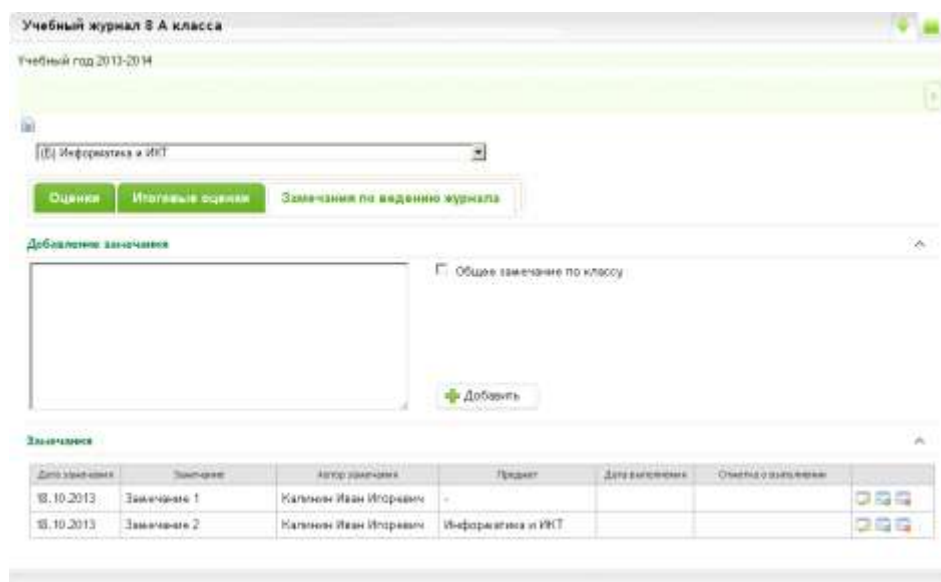 Учебный журнал 8 А класса
Учебный год 2013-2014
(Б) Информатика и ИКТ
Оценки Итоговые оценки Замечания по ведению журнала
Добавление замечания
Общее замечание по классу
Добавить
Замечания
Дата замечания Замечание Автор замечания Предмет Дата выполнения Отметка о выполнении
18.10.2013 Замечание 1 Калинин Иван Игоревич -
18.10.2013 Замечание 2 Калинин Иван Игоревич Информатика и ИКТ